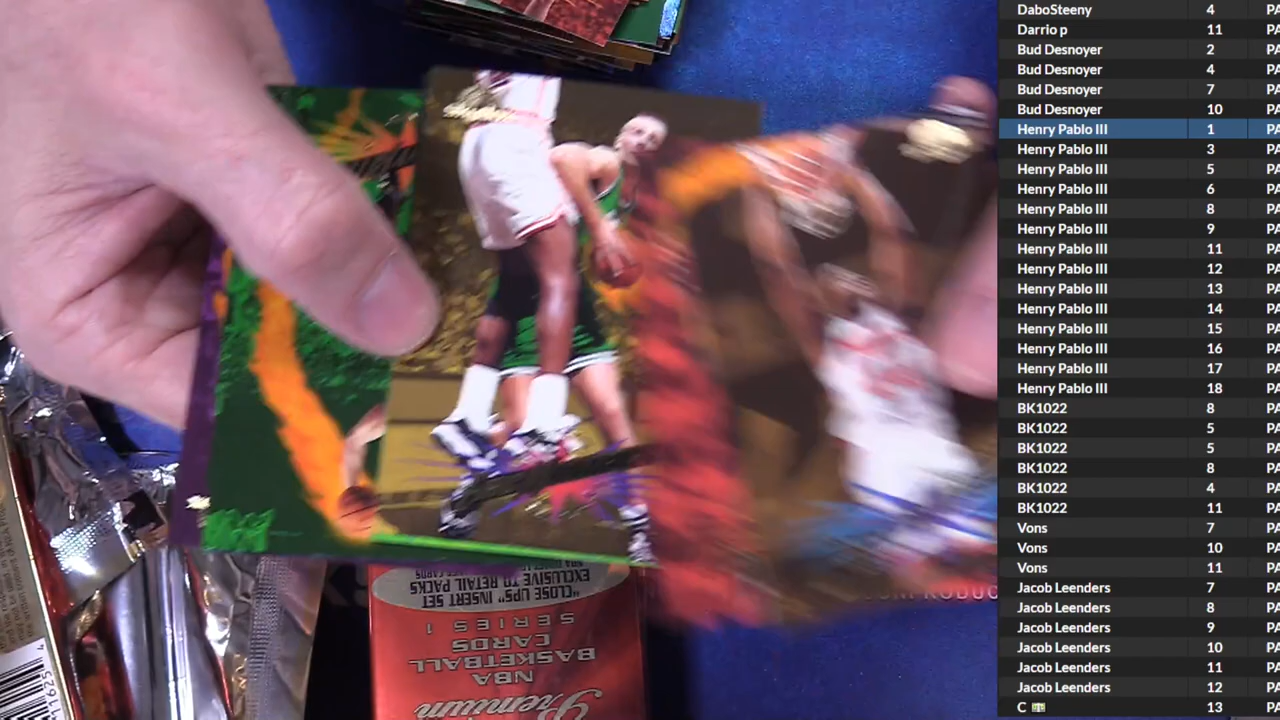 DaboSteeny 4 PA
Darrio p 11 PA
Bud Desnoyer 2 PA
Bud Desnoyer 4 PA
Bud Desnoyer 7 PA
Bud Desnoyer 10 PA
Henry Pablo III 1 PA
Henry Pablo III 3 PA
Henry Pablo III 5 PA
Henry Pablo III 6 PA
Henry Pablo III 8 PA
Henry Pablo III 9 PA
Henry Pablo III 11 PA
Henry Pablo III 12 PA
Henry Pablo III 13 PA
Henry Pablo III 14 PA
Henry Pablo III 15 PA
Henry Pablo III 16 PA
Henry Pablo III 17 PA
Henry Pablo III 18 PA
BK1022 8 PA
BK1022 5 PA
BK1022 5 PA
BK1022 8 PA
BK1022 4 PA
BK1022 11 PA
Vons 7 PA
Vons 10 PA
Vons 11 PA
Jacob Leenders 7 PA
Jacob Leenders 8 PA
Jacob Leenders 9 PA
Jacob Leenders 10 PA
Jacob Leenders 11 PA
Jacob Leenders 12 PA
C 13 PA
Premium
NBA
BASKETBALL
CARDS
SERIES 1
"CLOSE UPS" INSERT SET
EXCLUSIVE TO RETAIL PACKS